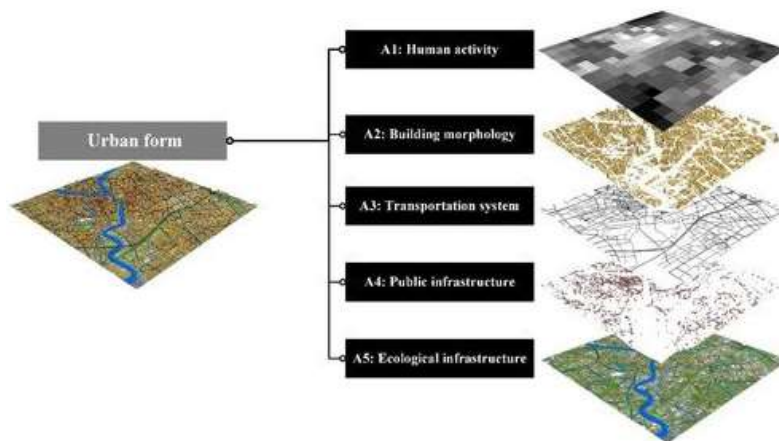 Urban form
A1: Human activity
A2: Building morphology
A3: Transportation system
A4: Public infrastructure
A5: Ecological infrastructure